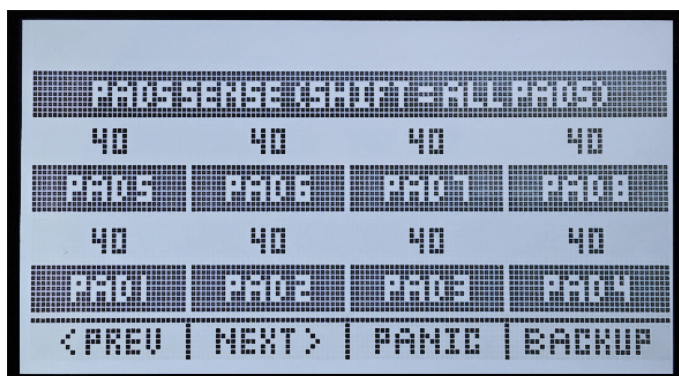 PADS SENSE (SHIFT = ALL PADS)
40 40 40 40
PAD 5 PAD 6 PAD 7 PAD 8
40 40 40 40
PAD 1 PAD 2 PAD 3 PAD 4
< PREV | NEXT > | PANIC | BACKUP